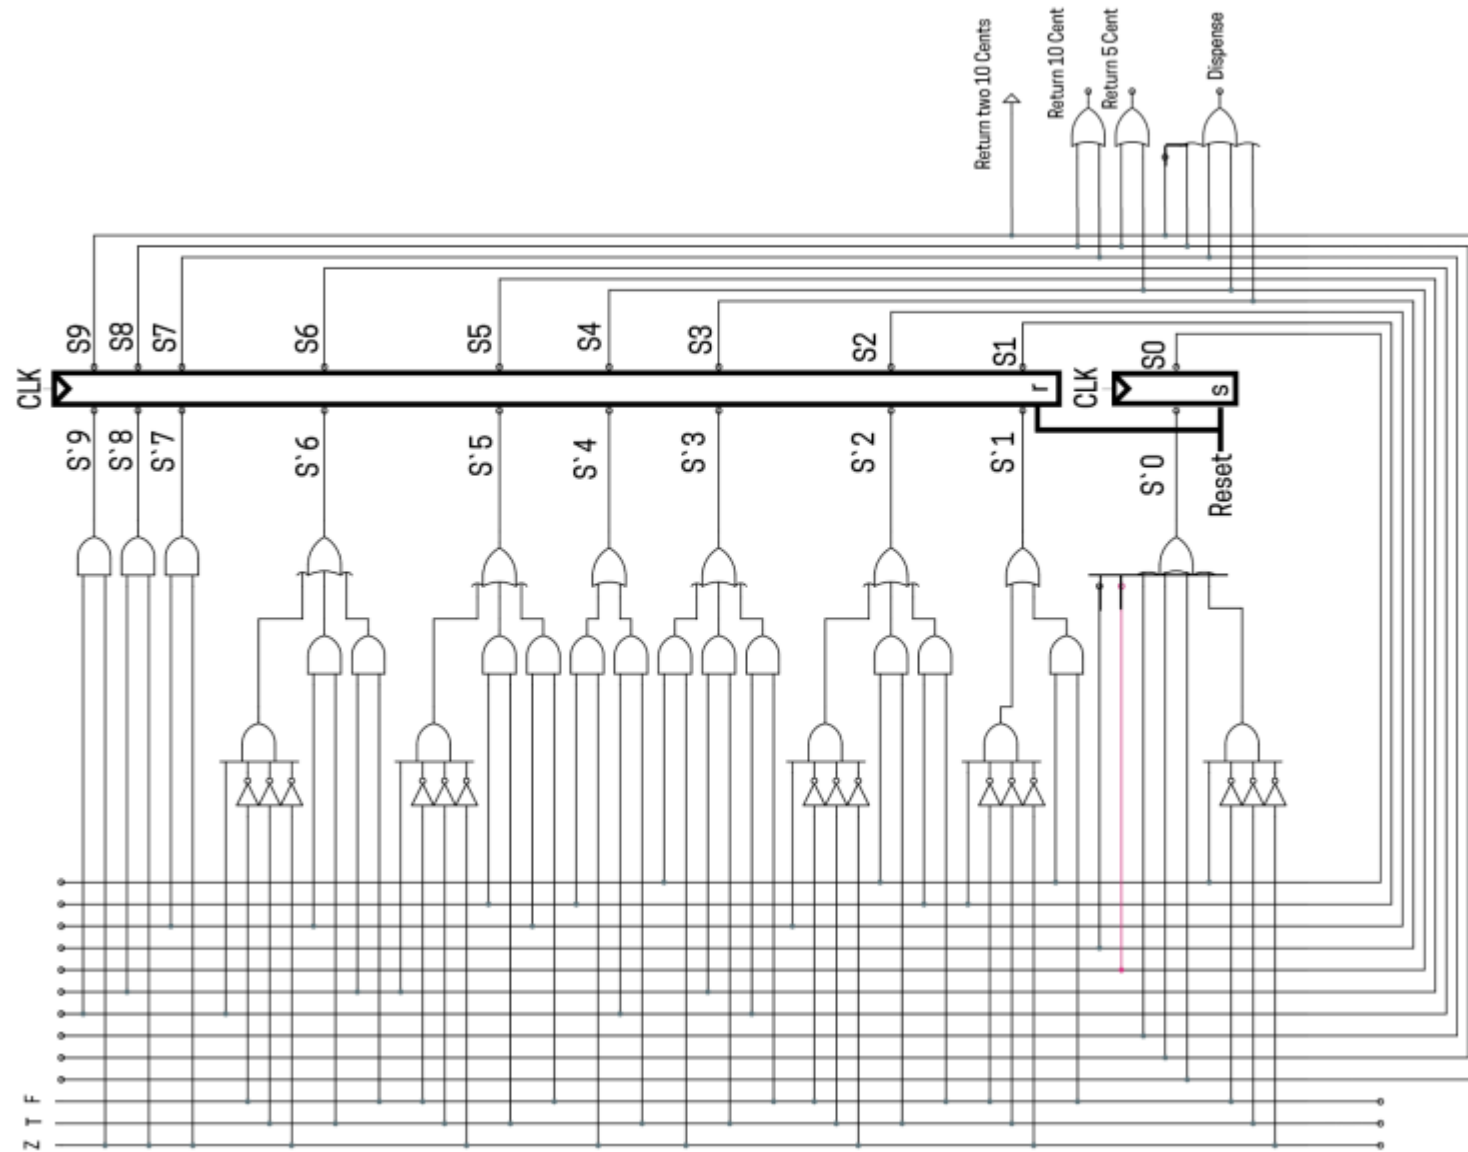 Return two 10 Cents
Return 10 Cent
Return 5 Cent
Dispense
CLK
S9
S8
S7
S6
S5
S4
S3
S2
S1
r
CLK
S0
s
S`9
S`8
S`7
S`6
S`5
S`4
S`3
S`2
S`1
S`0
Reset
F
T
Z